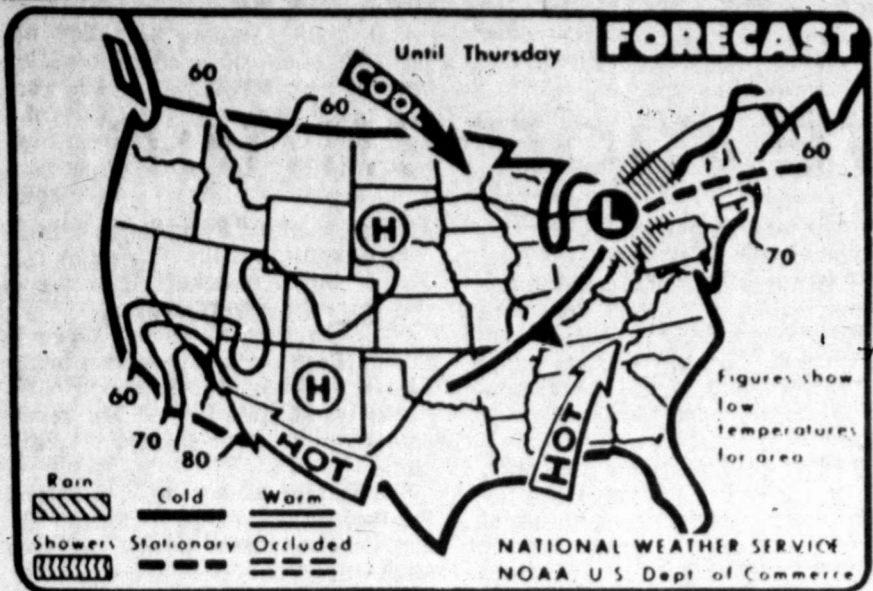 FORECAST
Until Thursday
COOL
60
60
60
70
H
L
H
60
70
80
HOT
HOT
Figures show
low
temperatures
for area
Rain
Cold Warm
Showers Stationary Occluded
NATIONAL WEATHER SERVICE
NOAA U S Dept of Commerce